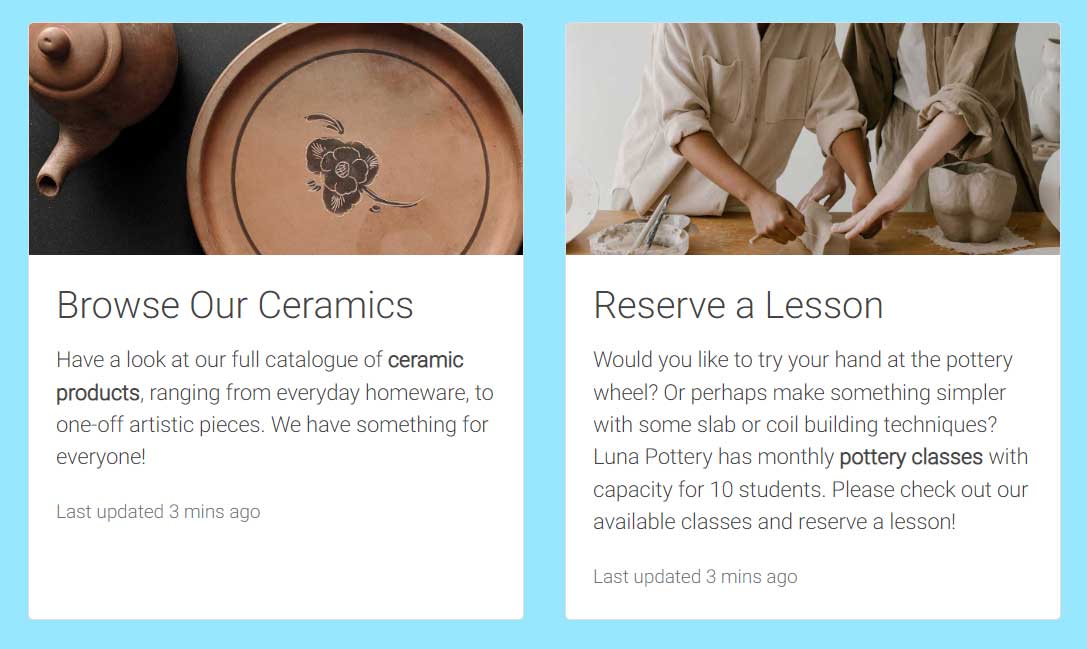 Browse Our Ceramics
Have a look at our full catalogue of ceramic
products, ranging from everyday homeware, to
one-off artistic pieces. We have something for
everyone!
Last updated 3 mins ago
Reserve a Lesson
Would you like to try your hand at the pottery
wheel? Or perhaps make something simpler
with some slab or coil building techniques?
Luna Pottery has monthly pottery classes with
capacity for 10 students. Please check out our
available classes and reserve a lesson!
Last updated 3 mins ago